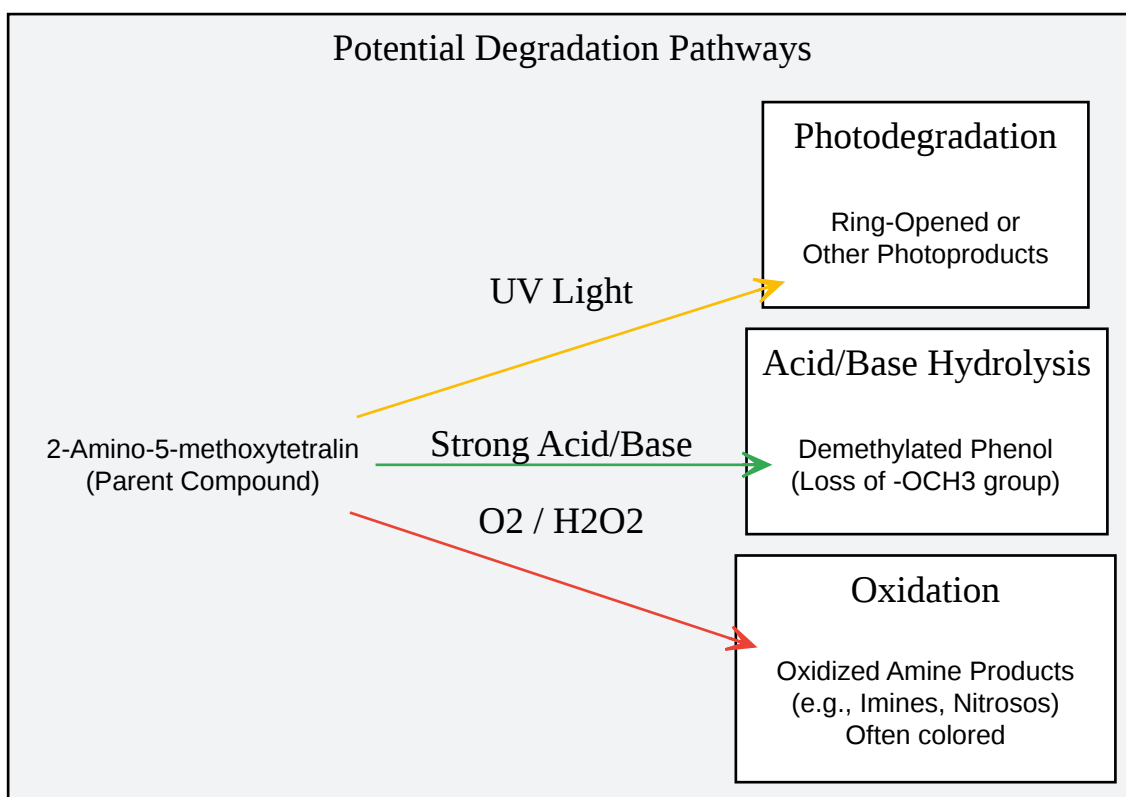 Potential Degradation Pathways
Photodegradation
Ring-Opened or
Other Photoproducts
UV Light
Acid/Base Hydrolysis
2-Amino-5-methoxytetralin
(Parent Compound)
Strong Acid/Base
Demethylated Phenol
(Loss of -OCH3 group)
O2 / H2O2
Oxidation
Oxidized Amine Products
(e.g., Imines, Nitrosos)
Often colored